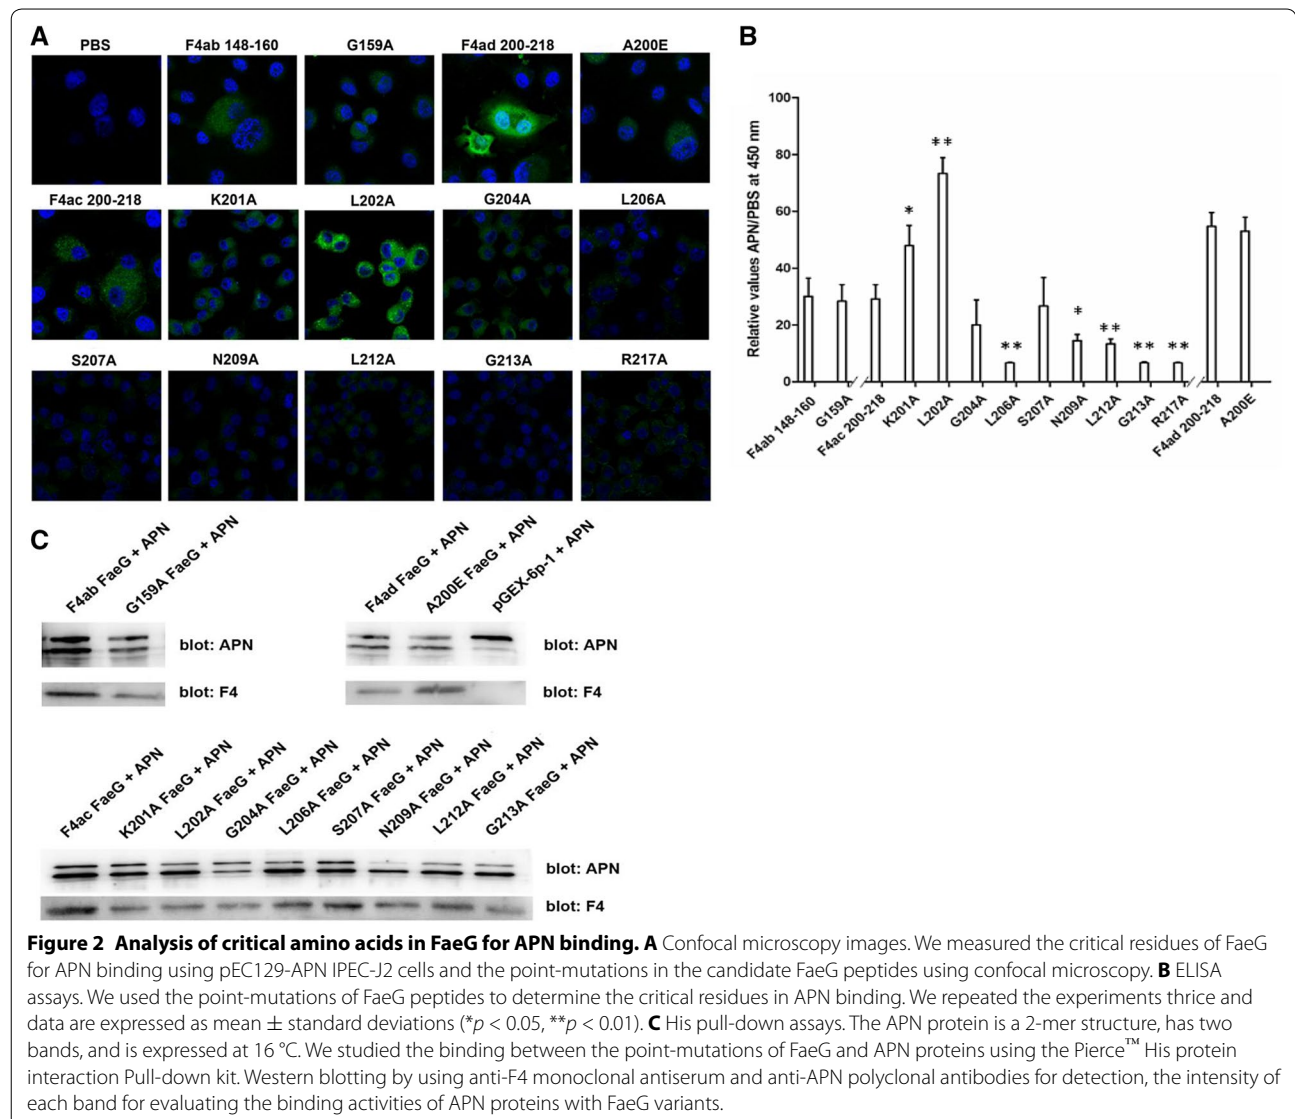 A
PBS
F4ab 148-160
G159A
F4ad 200-218
A200E
F4ac 200-218
K201A
L202A
G204A
L206A
S207A
N209A
L212A
G213A
R217A
B
Relative values APN/PBS at 450 nm
100
80
60
40
20
0
**
*
**
*
**
**
**
F4ab 148-160
G159A
F4ac 200-218
K201A
L202A
G204A
L206A
S207A
N209A
L212A
G213A
R217A
F4ad 200-218
A200E
C
F4ab FaeG + APN
G159A FaeG + APN
blot: APN
blot: F4
F4ad FaeG + APN
A200E FaeG + APN
pGEX-6p-1 + APN
blot: APN
blot: F4
F4ac FaeG + APN
K201A FaeG + APN
L202A FaeG + APN
G204A FaeG + APN
L206A FaeG + APN
S207A FaeG + APN
N209A FaeG + APN
L212A FaeG + APN
G213A FaeG + APN
blot: APN
blot: F4
Figure 2 Analysis of critical amino acids in FaeG for APN binding. A Confocal microscopy images. We measured the critical residues of FaeG
for APN binding using pEC129-APN IPEC-J2 cells and the point-mutations in the candidate FaeG peptides using confocal microscopy. B ELISA
assays. We used the point-mutations of FaeG peptides to determine the critical residues in APN binding. We repeated the experiments thrice and
data are expressed as mean ± standard deviations (*p < 0.05, **p < 0.01). C His pull-down assays. The APN protein is a 2-mer structure, has two
bands, and is expressed at 16 °C. We studied the binding between the point-mutations of FaeG and APN proteins using the Pierce™ His protein
interaction Pull-down kit. Western blotting by using anti-F4 monoclonal antiserum and anti-APN polyclonal antibodies for detection, the intensity of
each band for evaluating the binding activities of APN proteins with FaeG variants.